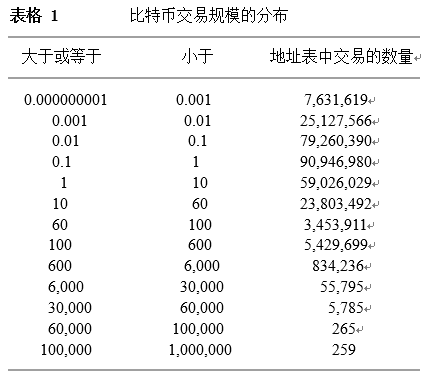 表格 1 比特币交易规模的分布
大于或等于 小于 地址表中交易的数量
0.000000001 0.001 7,631,619
0.001 0.01 25,127,566
0.01 0.1 79,260,390
0.1 1 90,946,980
1 10 59,026,029
10 60 23,803,492
60 100 3,453,911
100 600 5,429,699
600 6,000 834,236
6,000 30,000 55,795
30,000 60,000 5,785
60,000 100,000 265
100,000 1,000,000 259